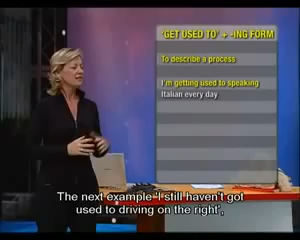 'GET USED TO' + -ING FORM
To describe a process
I'm getting used to speaking
Italian every day
The next example 'I still haven't got
used to driving on the right',